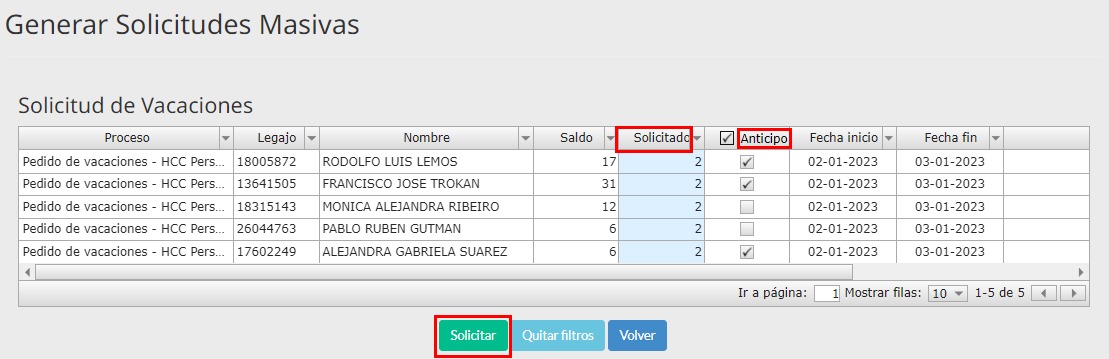 Generar Solicitudes Masivas
Solicitud de Vacaciones
Proceso Legajo Nombre Saldo Solicitado Anticipo Fecha inicio Fecha fin
Pedido de vacaciones - HCC Pers... 18005872 RODOLFO LUIS LEMOS 17 2 02-01-2023 03-01-2023
Pedido de vacaciones - HCC Pers... 13641505 FRANCISCO JOSE TROKAN 31 2 02-01-2023 03-01-2023
Pedido de vacaciones - HCC Pers... 18315143 MONICA ALEJANDRA RIBEIRO 12 2 02-01-2023 03-01-2023
Pedido de vacaciones - HCC Pers... 26044763 PABLO RUBEN GUTMAN 6 2 02-01-2023 03-01-2023
Pedido de vacaciones - HCC Pers... 17602249 ALEJANDRA GABRIELA SUAREZ 6 2 02-01-2023 03-01-2023
Ir a página: 1 Mostrar filas: 10 1-5 de 5
Solicitar Quitar filtros Volver